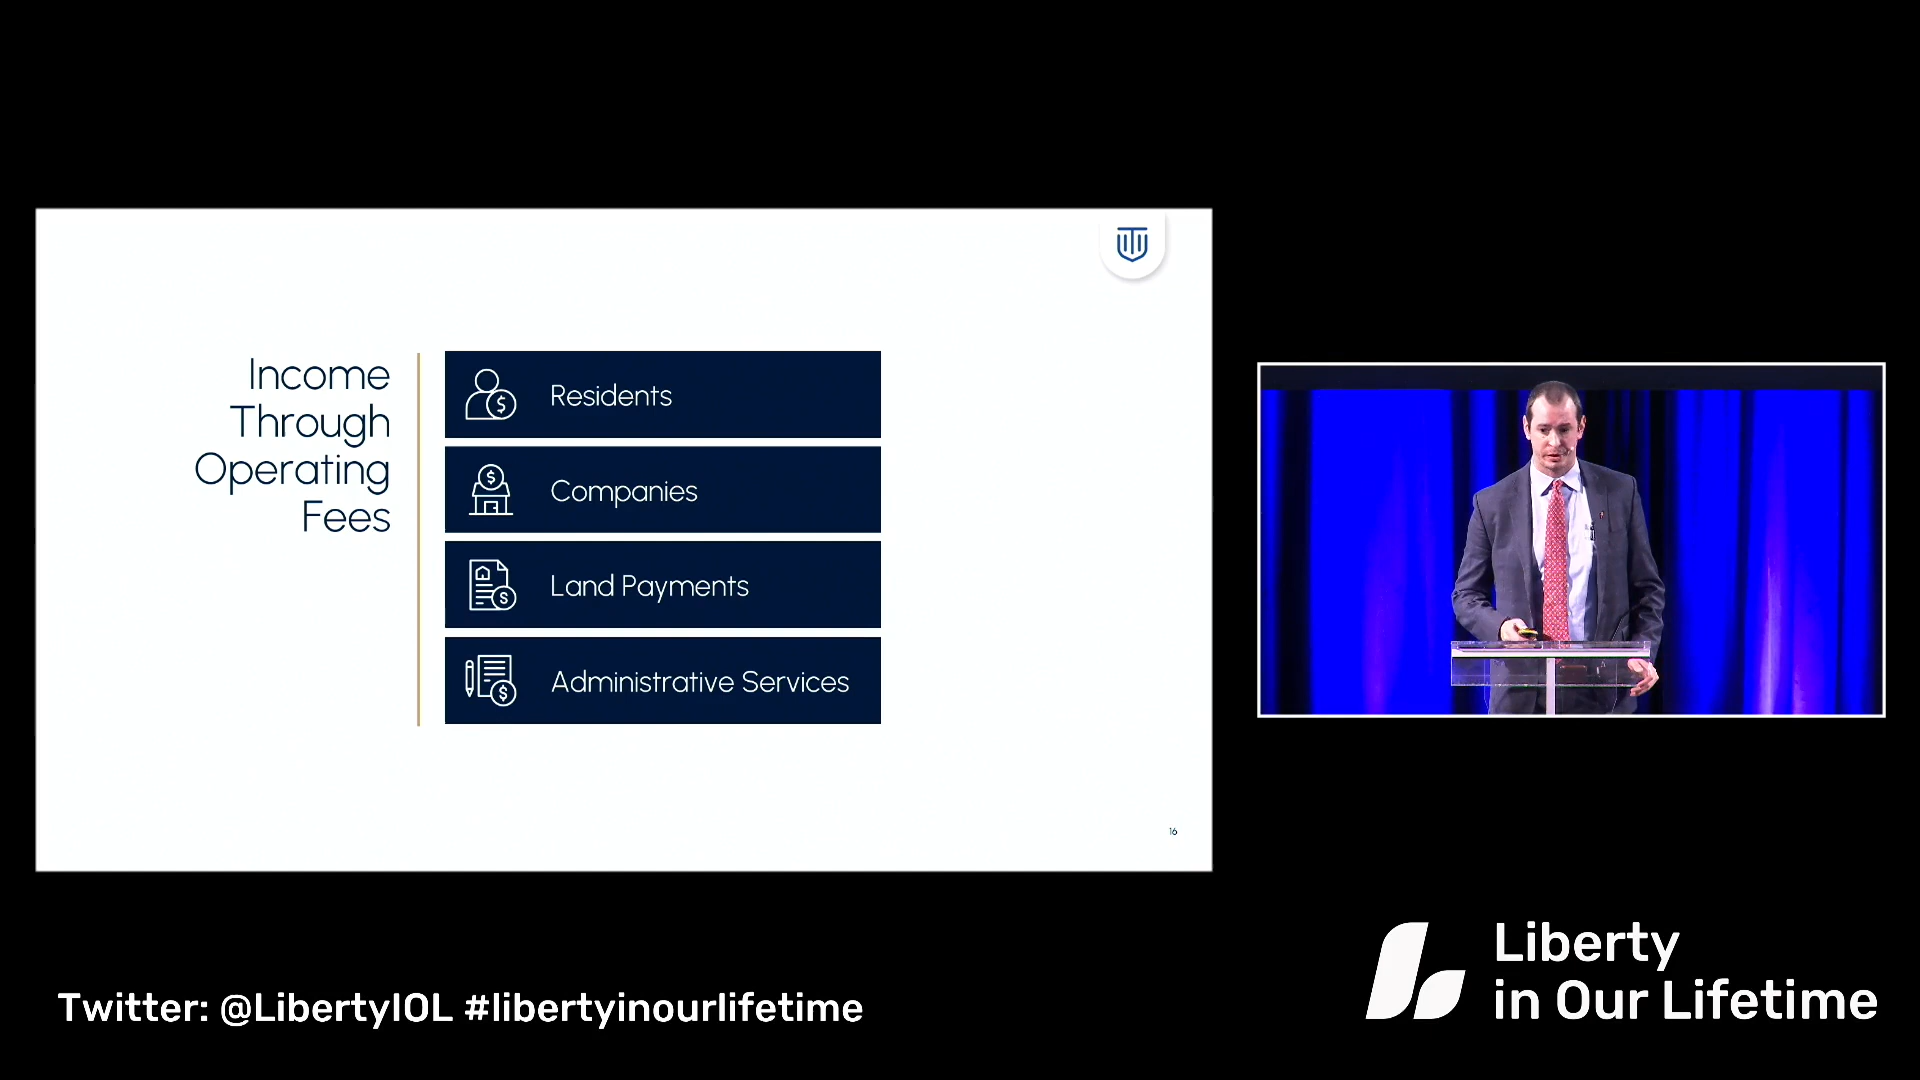 Income
Through
Operating
Fees
Residents
Companies
Land Payments
Administrative Services
16
Twitter: @LibertyIOL #libertyinourlifetime
Liberty
in Our Lifetime